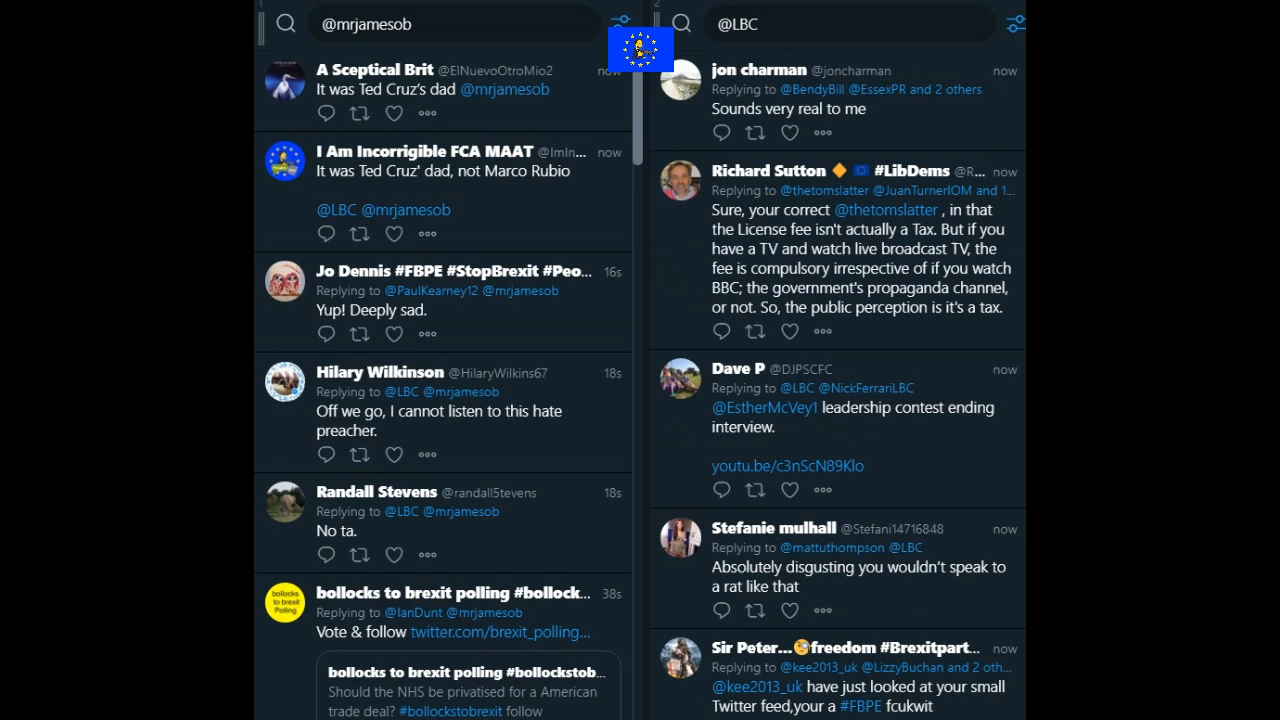 1
@mrjamesob
A Sceptical Brit @ElNuevoOtroMio2 now
It was Ted Cruz's dad @mrjamesob
I Am Incorrigible FCA MAAT @ImIn... now
It was Ted Cruz' dad, not Marco Rubio
@LBC @mrjamesob
Jo Dennis #FBPE #StopBrexit #Peo... 16s
Replying to @PaulKearney12 @mrjamesob
Yup! Deeply sad.
Hilary Wilkinson @HilaryWilkins67 18s
Replying to @LBC @mrjamesob
Off we go, I cannot listen to this hate
preacher.
Randall Stevens @randall5tevens 18s
Replying to @LBC @mrjamesob
No ta.
bollocks
to brexit
Polling
bollocks to brexit polling #bollock... 38s
Replying to @IanDunt @mrjamesob
Vote & follow twitter.com/brexit_polling...
bollocks to brexit polling #bollockstob...
Should the NHS be privatised for a American
trade deal? #bollockstobrexit follow
2
@LBC
jon charman @joncharman now
Replying to @BendyBill @EssexPR and 2 others
Sounds very real to me
Richard Sutton 🔶 🇪🇺 #LibDems @R... now
Replying to @thetomslatter @JuanTurnerIOM and 1...
Sure, your correct @thetomslatter , in that
the License fee isn't actually a Tax. But if you
have a TV and watch live broadcast TV, the
fee is compulsory irrespective of if you watch
BBC; the government's propaganda channel,
or not. So, the public perception is it's a tax.
Dave P @DJPSCFC now
Replying to @LBC @NickFerrariLBC
@EstherMcVey1 leadership contest ending
interview.
youtu.be/c3nScN89Klo
Stefanie mulhall @Stefani14716848 now
Replying to @mattuthompson @LBC
Absolutely disgusting you wouldn't speak to
a rat like that
Sir Peter...🧐freedom #Brexitpart... now
Replying to @kee2013_uk @LizzyBuchan and 2 oth...
@kee2013_uk have just looked at your small
Twitter feed,your a #FBPE fcukwit